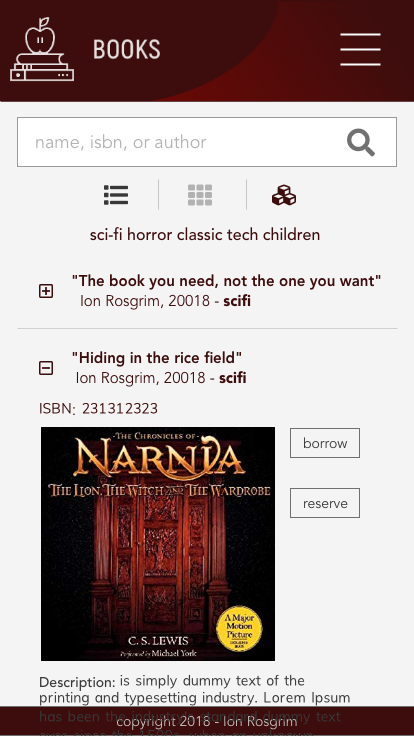 BOOKS
name, isbn, or author
sci-fi horror classic tech children
"The book you need, not the one you want"
Ion Rosgrim, 20018 - scifi
"Hiding in the rice field"
Ion Rosgrim, 20018 - scifi
ISBN: 231312323
·THE CHRONICLES OF·
NARNIA
THE LION, THE WITCH AND THE WARDROBE
A Major
Motion
Picture
C. S. LEWIS
Performed by Michael York
borrow
reserve
Description: is simply dummy text of the
printing and typesetting industry. Lorem Ipsum
has been the industry's standard dummy text
copyright 2018 - Ion Rosgrim